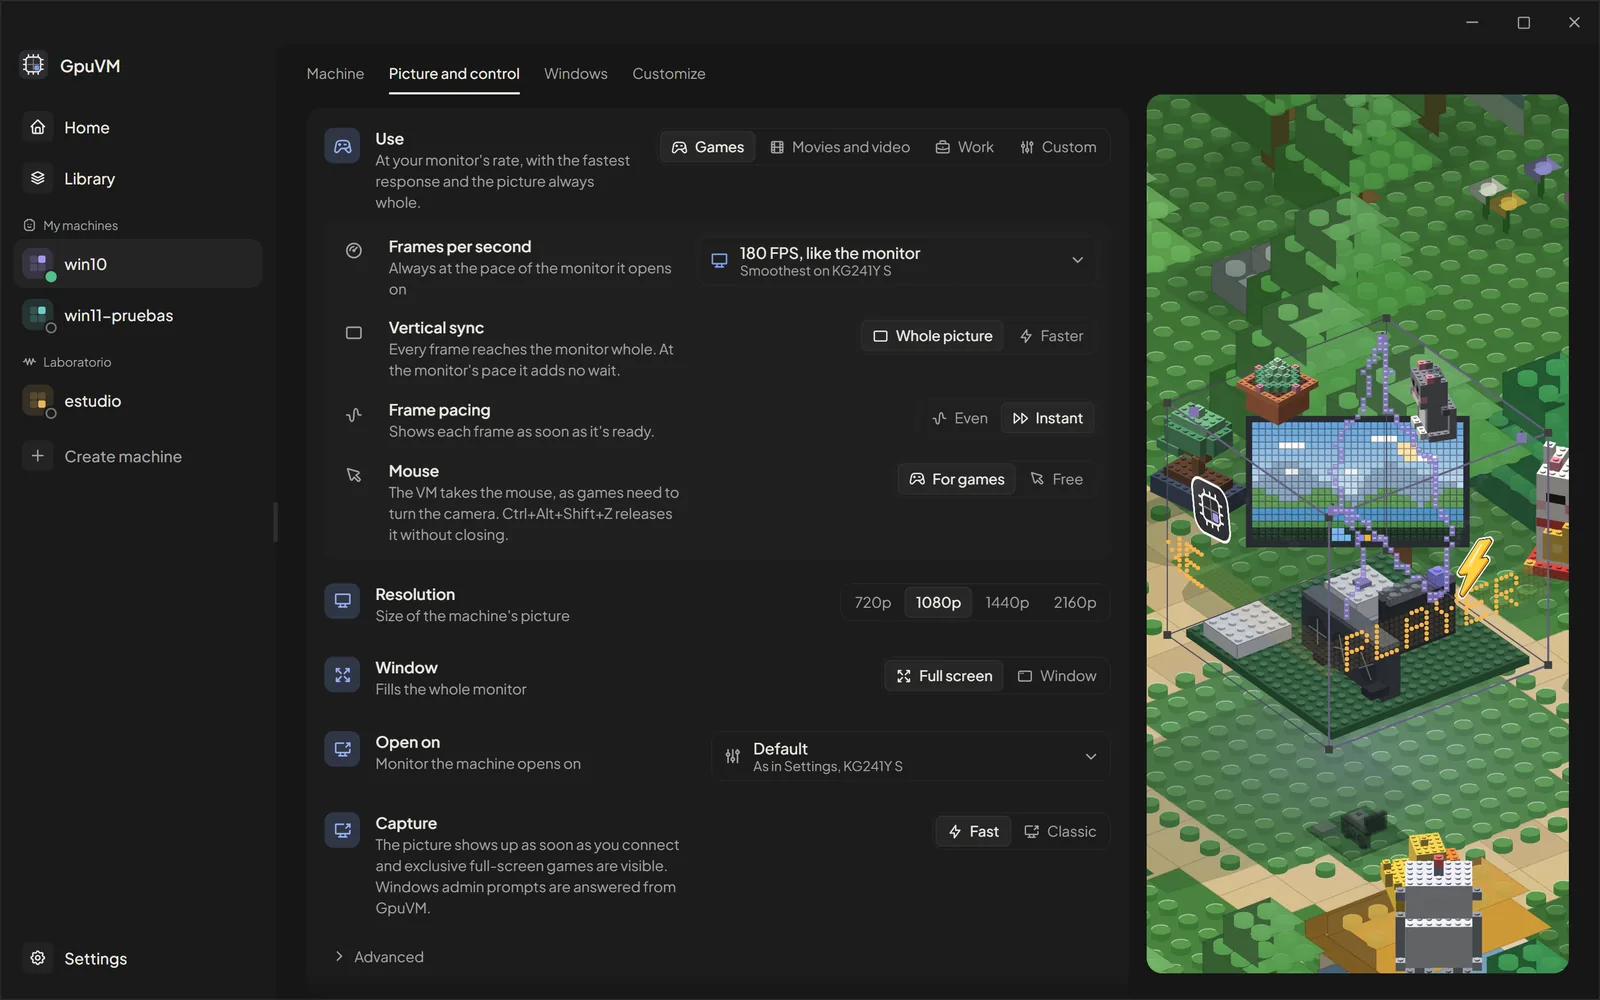 GpuVM
Home
Library
My machines
win10
win11-pruebas
Laboratorio
estudio
Create machine
Settings
Machine
Picture and control
Windows
Customize
Use
At your monitor's rate, with the fastest
response and the picture always
whole.
Games
Movies and video
Work
Custom
Frames per second
Always at the pace of the monitor it opens
on
180 FPS, like the monitor
Smoothest on KG241Y S
Vertical sync
Every frame reaches the monitor whole. At
the monitor's pace it adds no wait.
Whole picture
Faster
Frame pacing
Shows each frame as soon as it's ready.
Even
Instant
Mouse
The VM takes the mouse, as games need to
turn the camera. Ctrl+Alt+Shift+Z releases
it without closing.
For games
Free
Resolution
Size of the machine's picture
720p
1080p
1440p
2160p
Window
Fills the whole monitor
Full screen
Window
Open on
Monitor the machine opens on
Default
As in Settings, KG241Y S
Capture
The picture shows up as soon as you connect
and exclusive full-screen games are visible.
Windows admin prompts are answered from
GpuVM.
Fast
Classic
Advanced
PLAYER